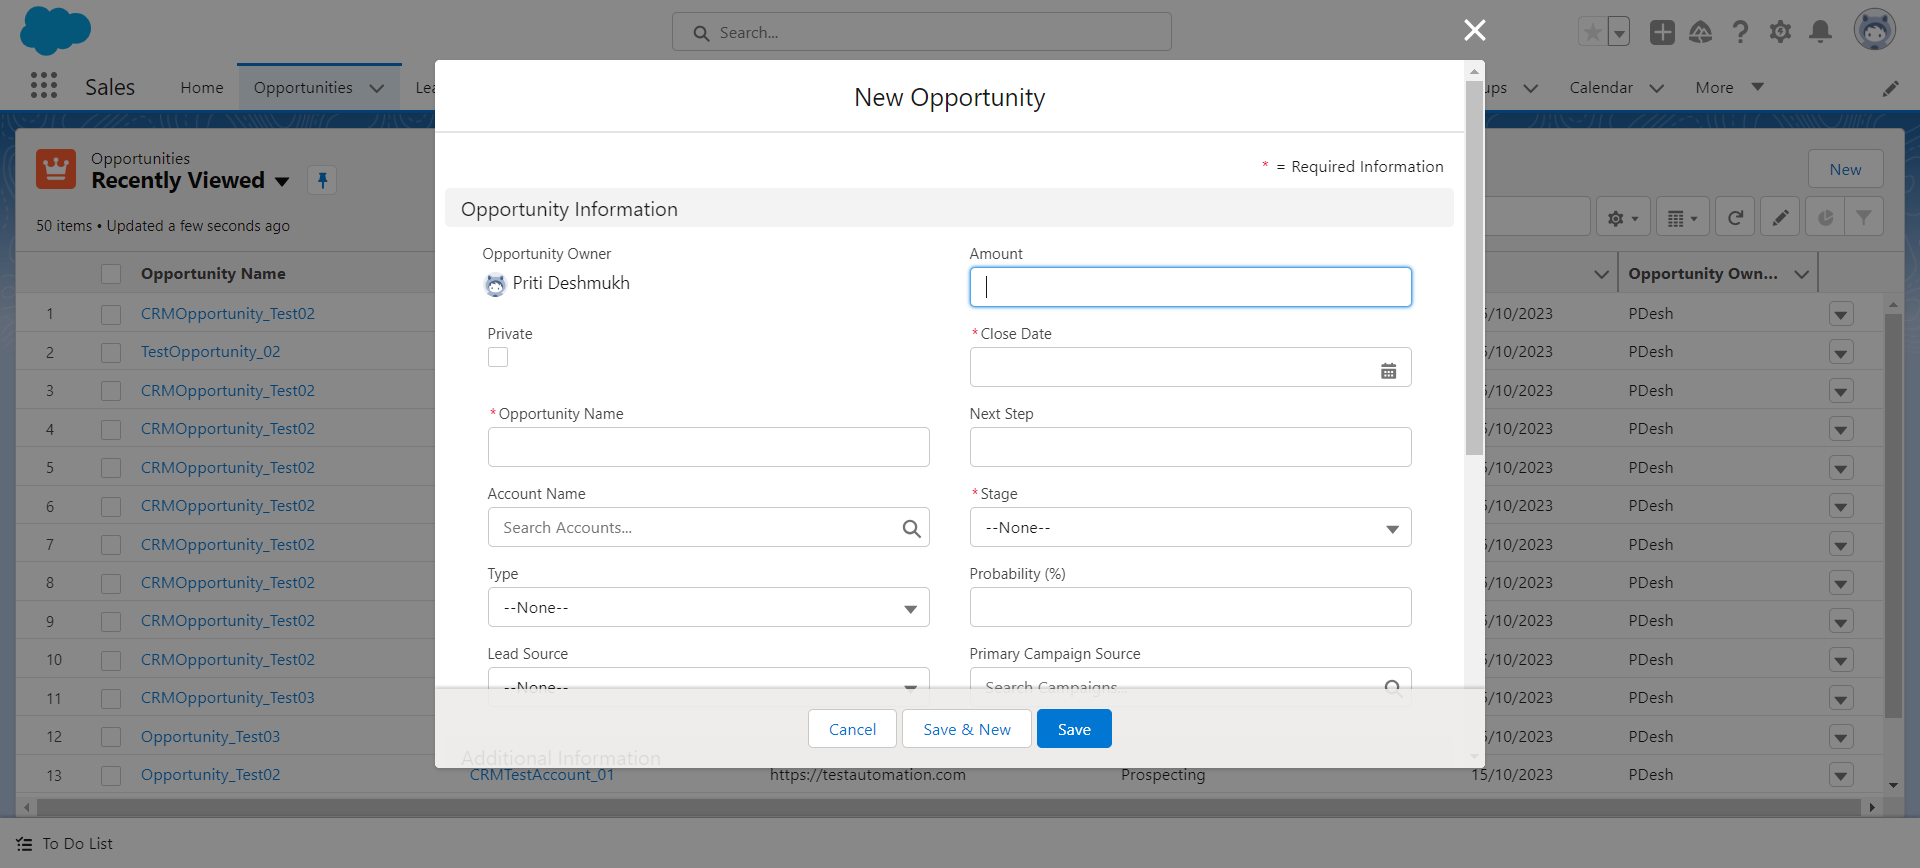 Search...
Sales
Home
Opportunities
Lea
ups
Calendar
More
Opportunities
Recently Viewed
50 items • Updated a few seconds ago
New
Opportunity Name
Opportunity Own...
1 CRMOpportunity_Test02 5/10/2023 PDesh
2 TestOpportunity_02 5/10/2023 PDesh
3 CRMOpportunity_Test02 5/10/2023 PDesh
4 CRMOpportunity_Test02 5/10/2023 PDesh
5 CRMOpportunity_Test02 5/10/2023 PDesh
6 CRMOpportunity_Test02 5/10/2023 PDesh
7 CRMOpportunity_Test02 5/10/2023 PDesh
8 CRMOpportunity_Test02 5/10/2023 PDesh
9 CRMOpportunity_Test02 5/10/2023 PDesh
10 CRMOpportunity_Test02 5/10/2023 PDesh
11 CRMOpportunity_Test03 5/10/2023 PDesh
12 Opportunity_Test03 5/10/2023 PDesh
13 Opportunity_Test02 CRMTestAccount_01 https://testautomation.com Prospecting 15/10/2023 PDesh
New Opportunity
* = Required Information
Opportunity Information
Opportunity Owner
Priti Deshmukh
Amount
Private
*Close Date
*Opportunity Name
Next Step
Account Name
Search Accounts...
*Stage
--None--
Type
--None--
Probability (%)
Lead Source
--None--
Primary Campaign Source
Search Campaigns...
Additional Information
Cancel
Save & New
Save
To Do List